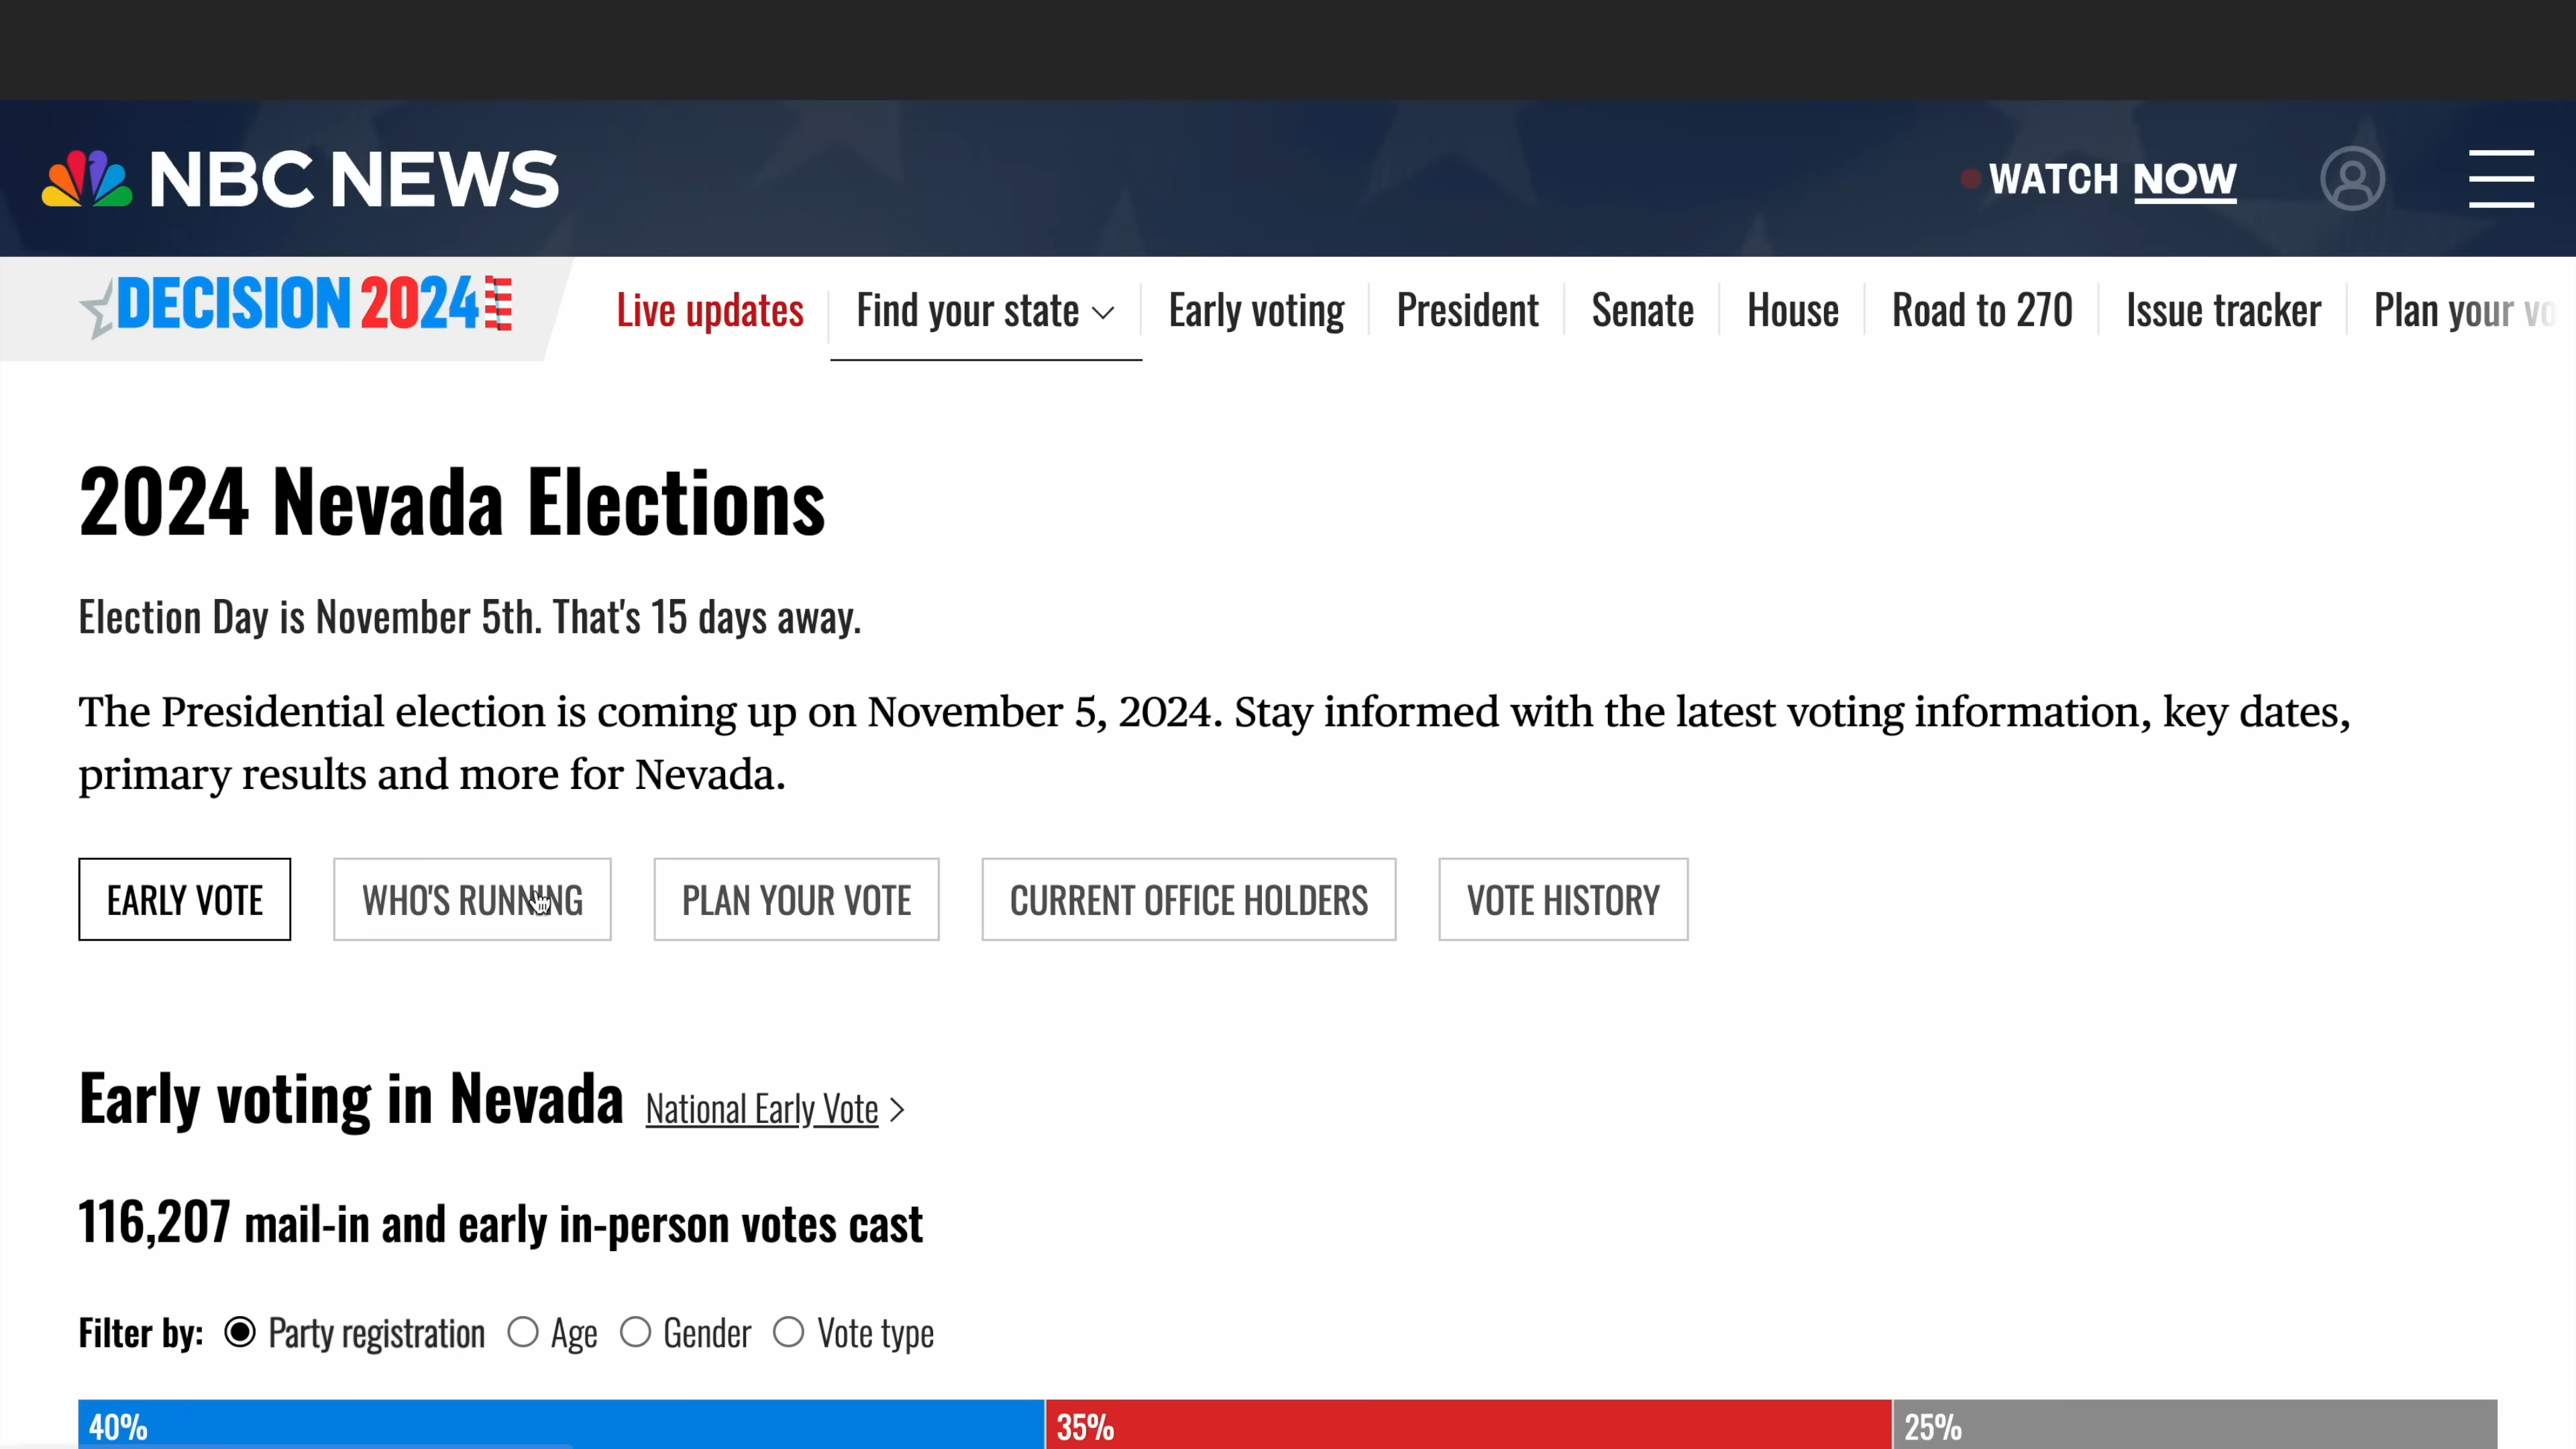 NBC NEWS
WATCH NOW
DECISION 2024
Live updates
Find your state
Early voting
President
Senate
House
Road to 270
Issue tracker
Plan your
2024 Nevada Elections
Election Day is November 5th. That's 15 days away.
The Presidential election is coming up on November 5, 2024. Stay informed with the latest voting information, key dates,
primary results and more for Nevada.
EARLY VOTE
WHO'S RUNNING
PLAN YOUR VOTE
CURRENT OFFICE HOLDERS
VOTE HISTORY
Early voting in Nevada
National Early Vote >
116,207 mail-in and early in-person votes cast
Filter by: Party registration Age Gender Vote type
40% 35% 25%